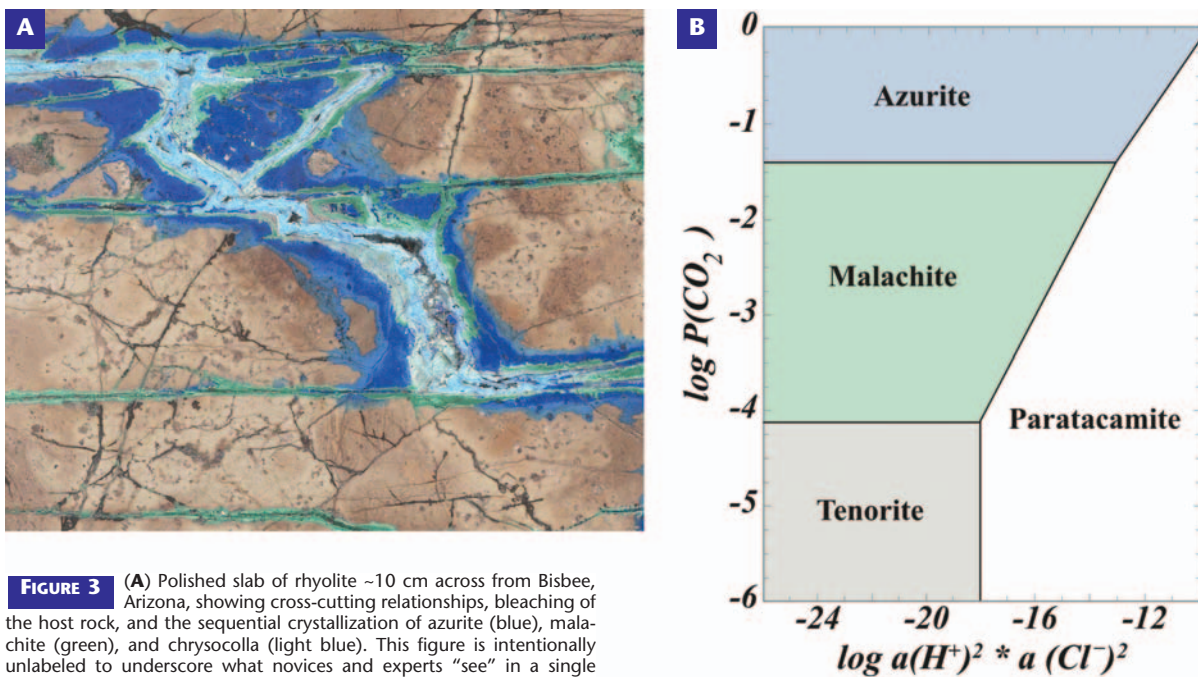 A
FIGURE 3 (A) Polished slab of rhyolite ~10 cm across from Bisbee,
Arizona, showing cross-cutting relationships, bleaching of
the host rock, and the sequential crystallization of azurite (blue), mala-
chite (green), and chrysocolla (light blue). This figure is intentionally
unlabeled to underscore what novices and experts “see” in a single
B
0
-1
-2
-3
-4
-5
-6
log P(CO2)
Azurite
Malachite
Paratacamite
Tenorite
-24 -20 -16 -12
log a(H+)2 * a (Cl–)2